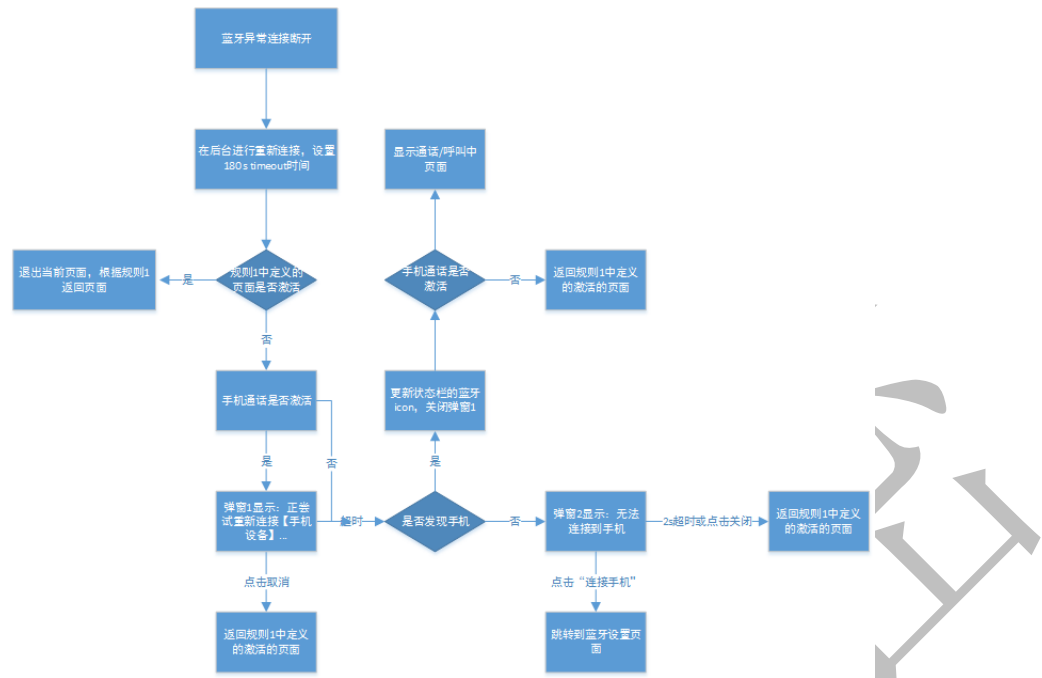 蓝牙异常连接断开
在后台进行重新连接，设置
180s timeout时间
显示通话/呼叫中
页面
退出当前页面，根据规则1
返回页面
是
规则1中定义的
页面是否激活
手机通话是否
激活
否
返回规则1中定义
的激活的页面
否
手机通话是否激活
更新状态栏的蓝牙
icon，关闭弹窗1
是
否
是
弹窗1显示：正尝
试重新连接【手机
设备】...
超时
是否发现手机
否
弹窗2显示：无法
连接到手机
2s超时或点击关闭
返回规则1中定义
的激活的页面
点击取消
点击“连接手机”
返回规则1中定义
的激活的页面
跳转到蓝牙设置页
面